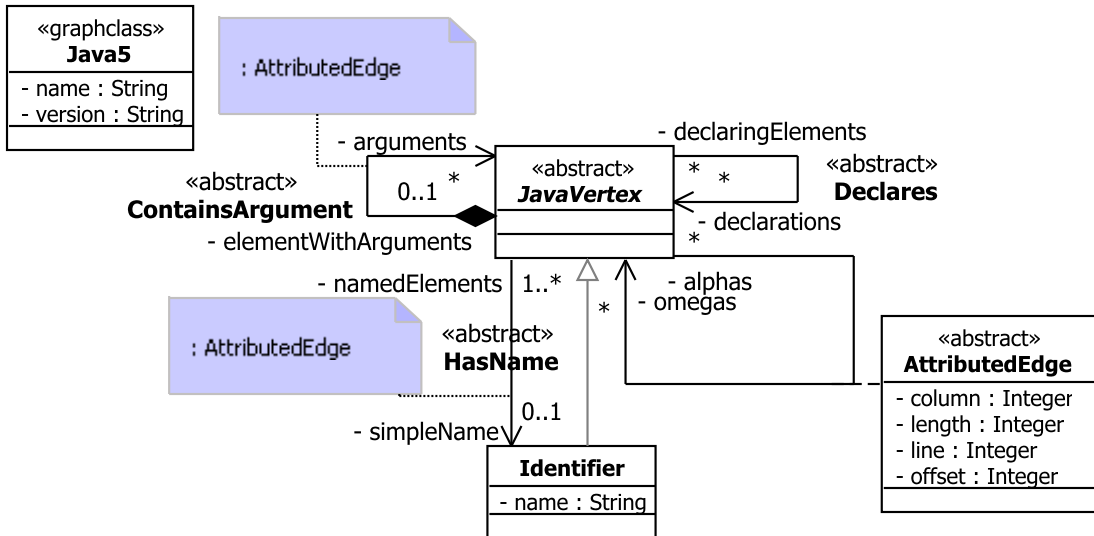 «graphclass»
Java5
- name : String
- version : String
: AttributedEdge
- arguments
- declaringElements
«abstract»
ContainsArgument
0..1
*
«abstract»
JavaVertex
*
*
«abstract»
Declares
- declarations
- elementWithArguments
*
- namedElements
1..*
- alphas
- omegas
*
: AttributedEdge
«abstract»
HasName
«abstract»
AttributedEdge
- column : Integer
- length : Integer
- line : Integer
- offset : Integer
0..1
- simpleName
Identifier
- name : String